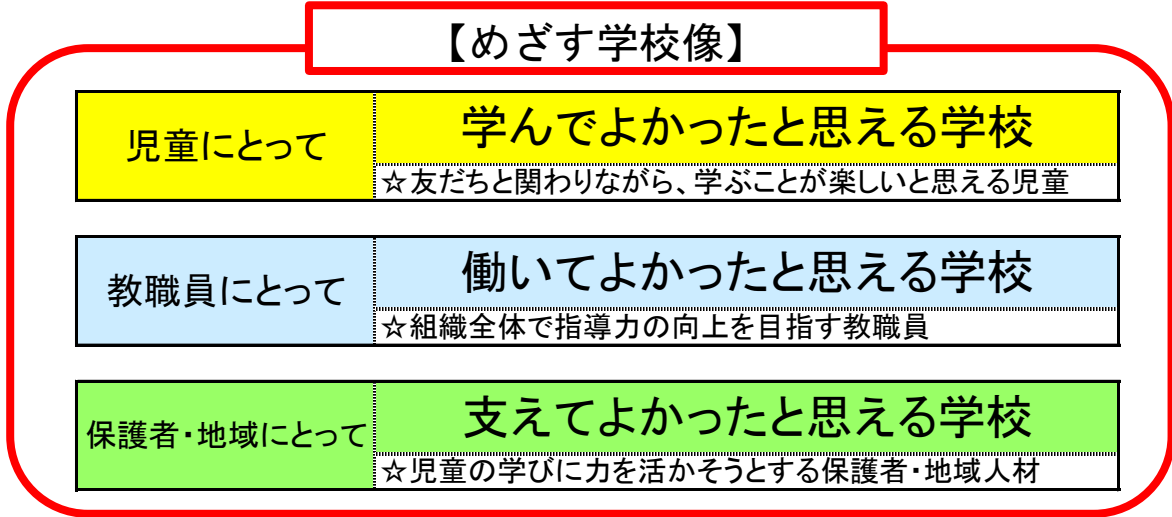 【めざす学校像】
児童にとって
学んでよかったと思える学校
☆友だちと関わりながら、学ぶことが楽しいと思える児童
教職員にとって
働いてよかったと思える学校
☆組織全体で指導力の向上を目指す教職員
保護者・地域にとって
支えてよかったと思える学校
☆児童の学びに力を活かそうとする保護者・地域人材